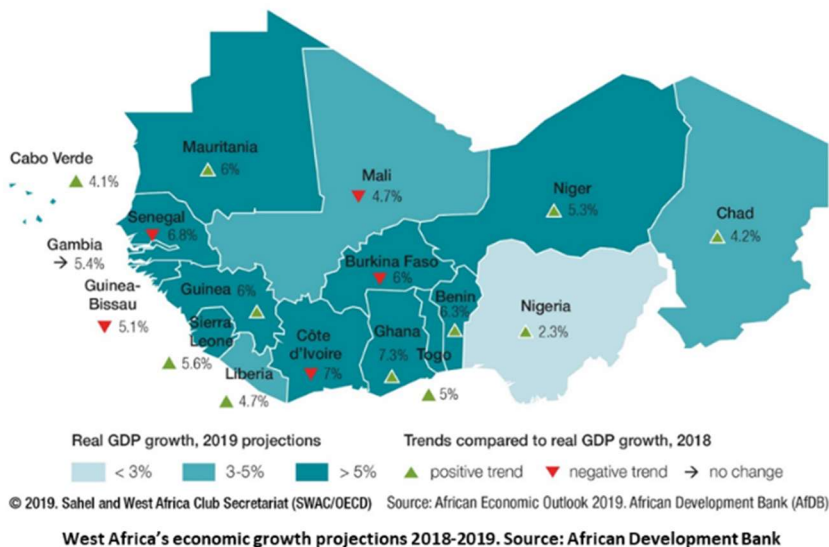 Mauritania
6%
Cabo Verde
4.1%
Mali
4.7%
Niger
5.3%
Chad
4.2%
Senegal
6.8%
Gambia
5.4%
Guinea-
Bissau
5.1%
Guinea 6%
Burkina Faso
6%
Benin
6.3%
Nigeria
2.3%
Sierra
Leone
5.6%
Côte
d'Ivoire
7%
Ghana
7.3%
Togo
5%
Liberia
4.7%
Real GDP growth, 2019 projections
< 3%
3-5%
> 5%
Trends compared to real GDP growth, 2018
positive trend
negative trend
→ no change
© 2019. Sahel and West Africa Club Secretariat (SWAC/OECD) Source: African Economic Outlook 2019. African Development Bank (AfDB)
West Africa's economic growth projections 2018-2019. Source: African Development Bank